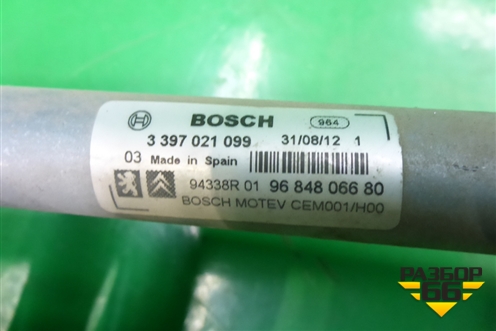 BOSCH 964
3 397 021 099 31/08/12 1
03 Made in Spain
94338R 01 96 848 066 80
BOSCH MOTEV CEM001/H00
РАЗБОР
66